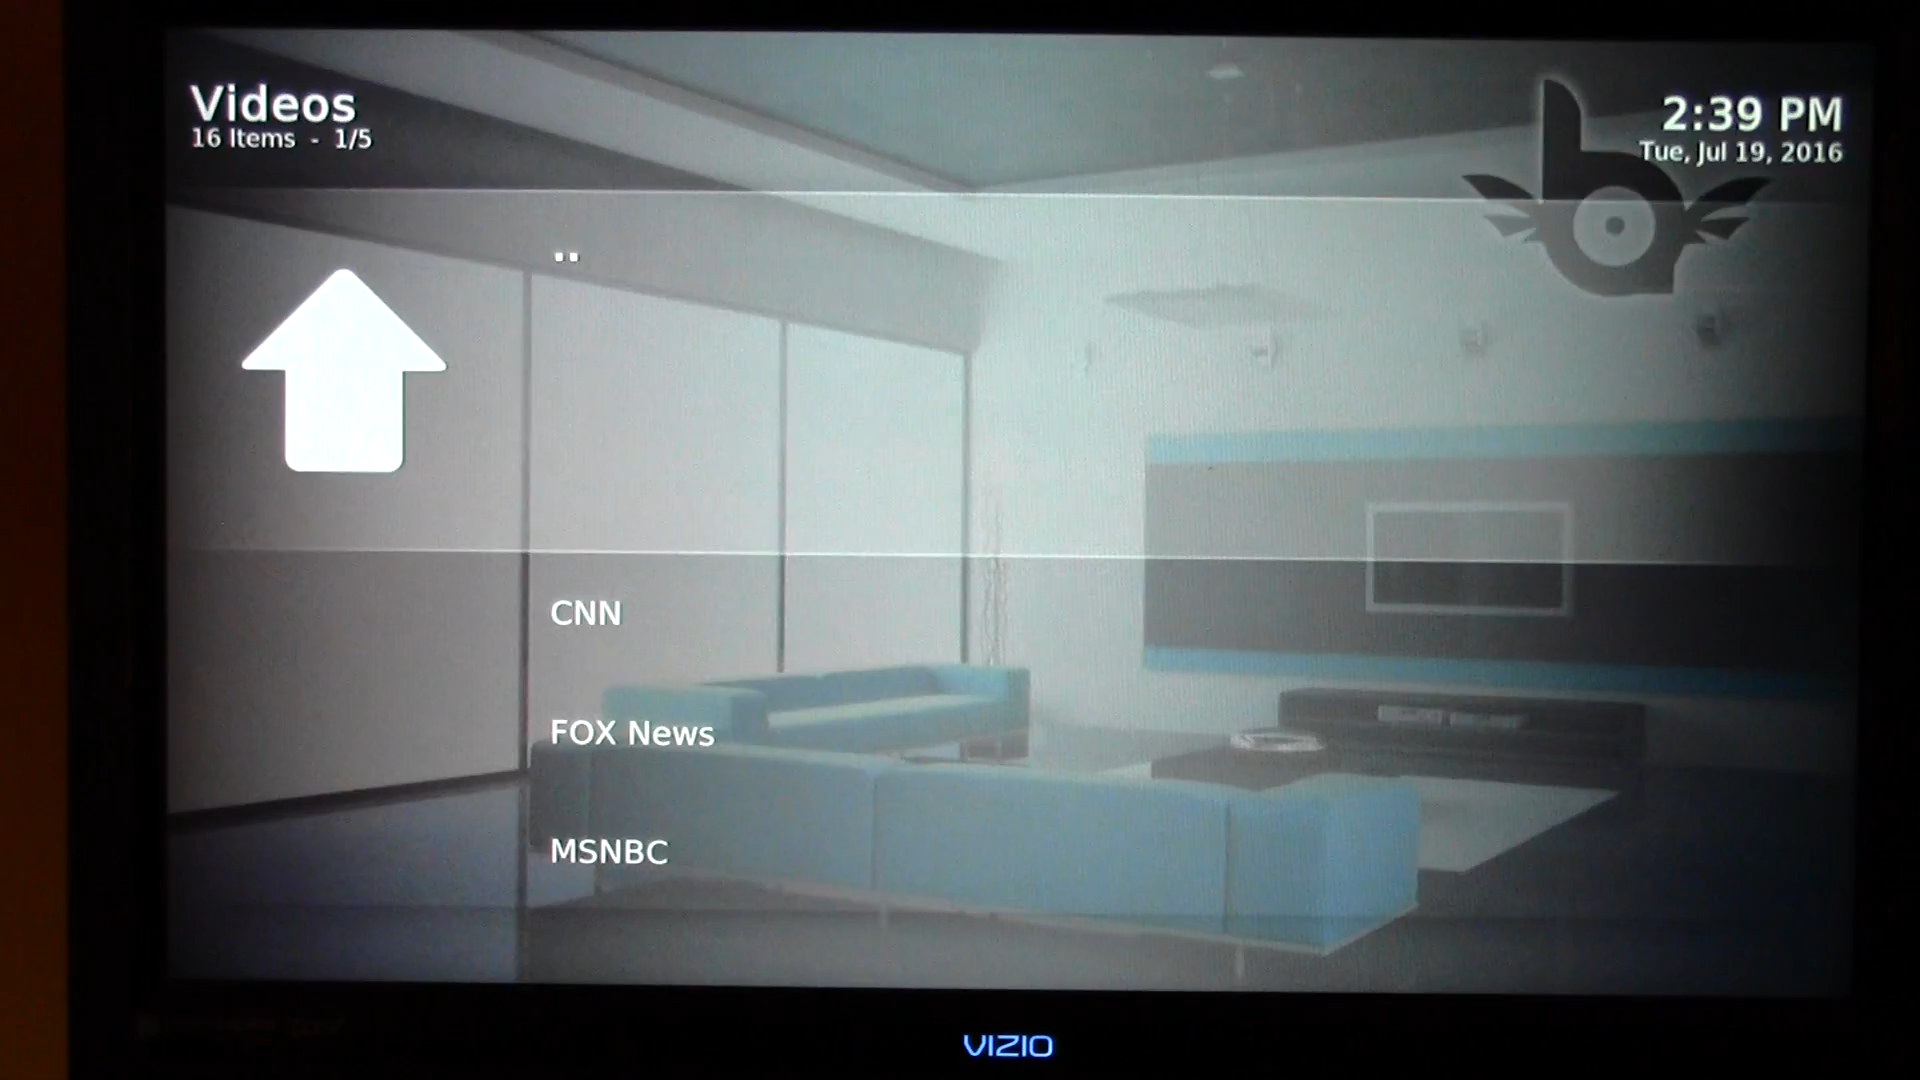 Videos
16 Items - 1/5
2:39 PM
Tue, Jul 19, 2016
..
CNN
FOX News
MSNBC
VIZIO